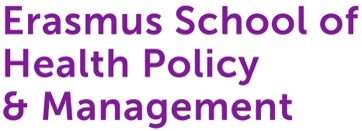 Erasmus School of
Health Policy
& Management